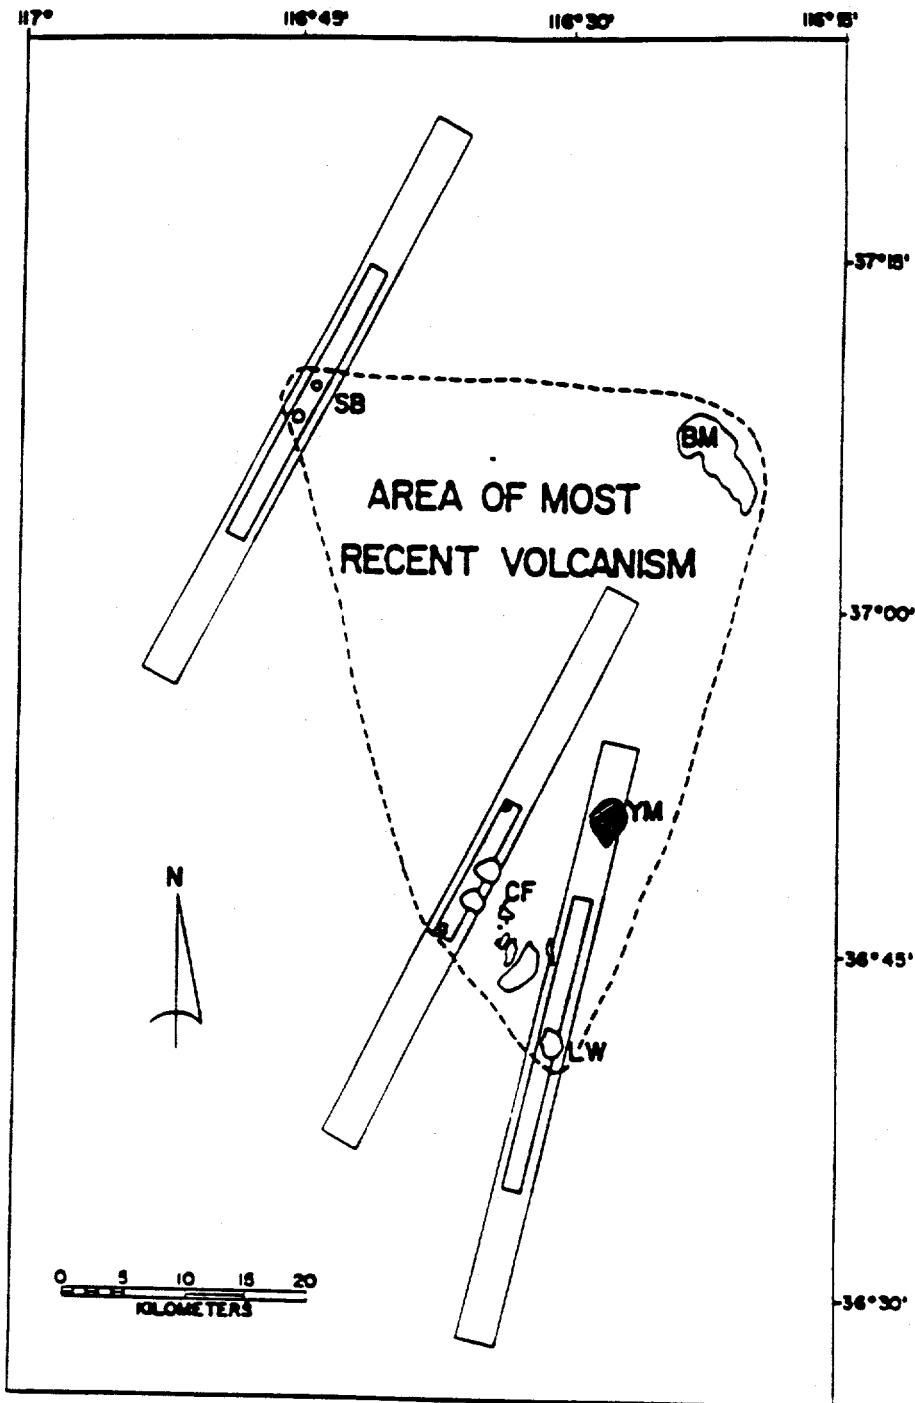 117° 116°45' 116°30' 116°15'
37°15'
SB
BM
AREA OF MOST
RECENT VOLCANISM
37°00'
YM
N
CF
36°45'
LW
0 5 10 15 20
KILOMETERS
36°30'